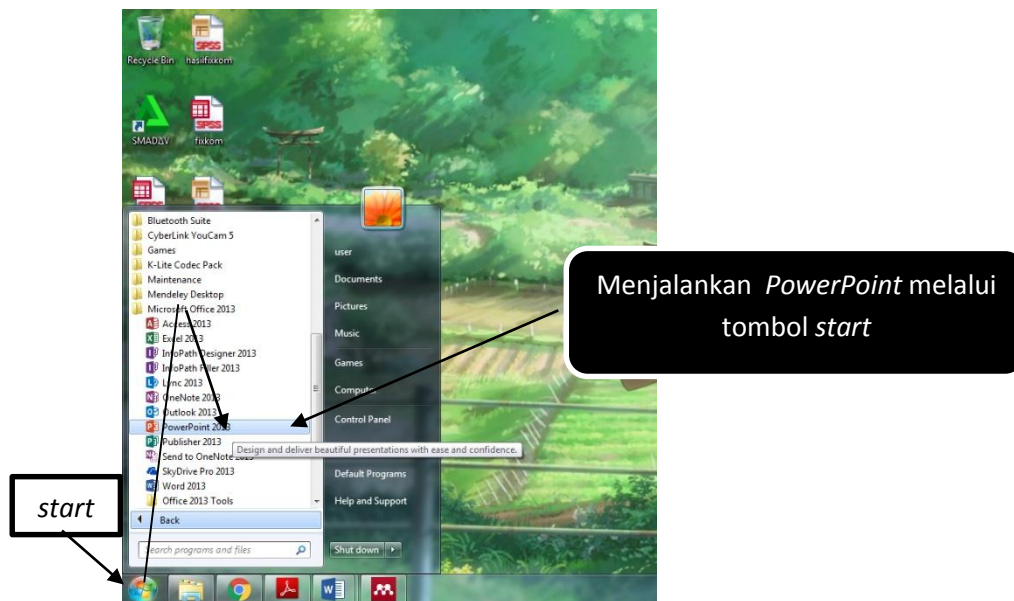 Recycle Bin
hasilfixkom
SMADAV
fixkom
Bluetooth Suite
CyberLink YouCam 5
Games
K-Lite Codec Pack
Maintenance
Mendeley Desktop
Microsoft Office 2013
Access 2013
Excel 2013
InfoPath Designer 2013
InfoPath Filler 2013
Lync 2013
OneNote 2013
Outlook 2013
PowerPoint 2013
Publisher 2013
Send to OneNote 2013
SkyDrive Pro 2013
Word 2013
Office 2013 Tools
Back
Search programs and files
user
Documents
Pictures
Music
Games
Computer
Control Panel
Design and deliver beautiful presentations with ease and confidence.
Default Programs
Help and Support
Shut down
Menjalankan PowerPoint melalui
tombol start
start